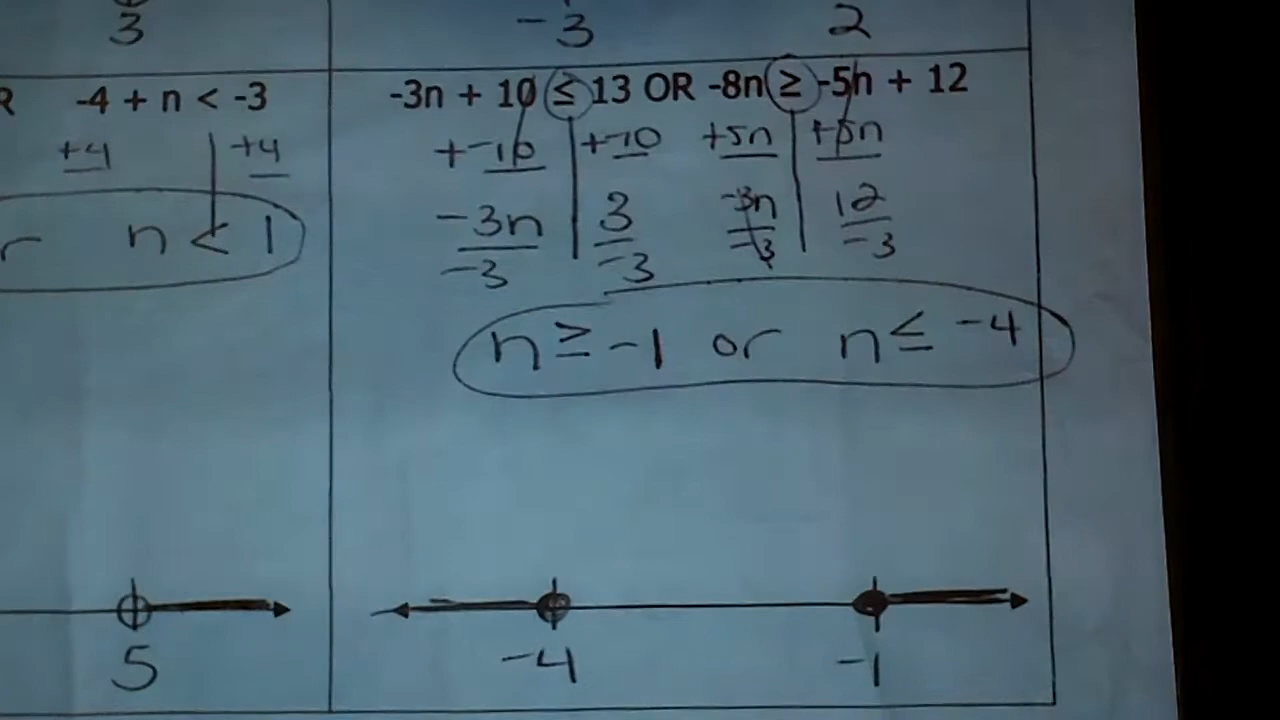 3
-3 2
R -4 + n < -3
+4 +4
r n < 1
5
-3n + 10 ≤ 13 OR -8n ≥ -5n + 12
+-10 +-10 +5n +5n
-3n 3 -3n 12
-3 -3 -3 -3
n ≥ -1 or n ≤ -4
-4 -1